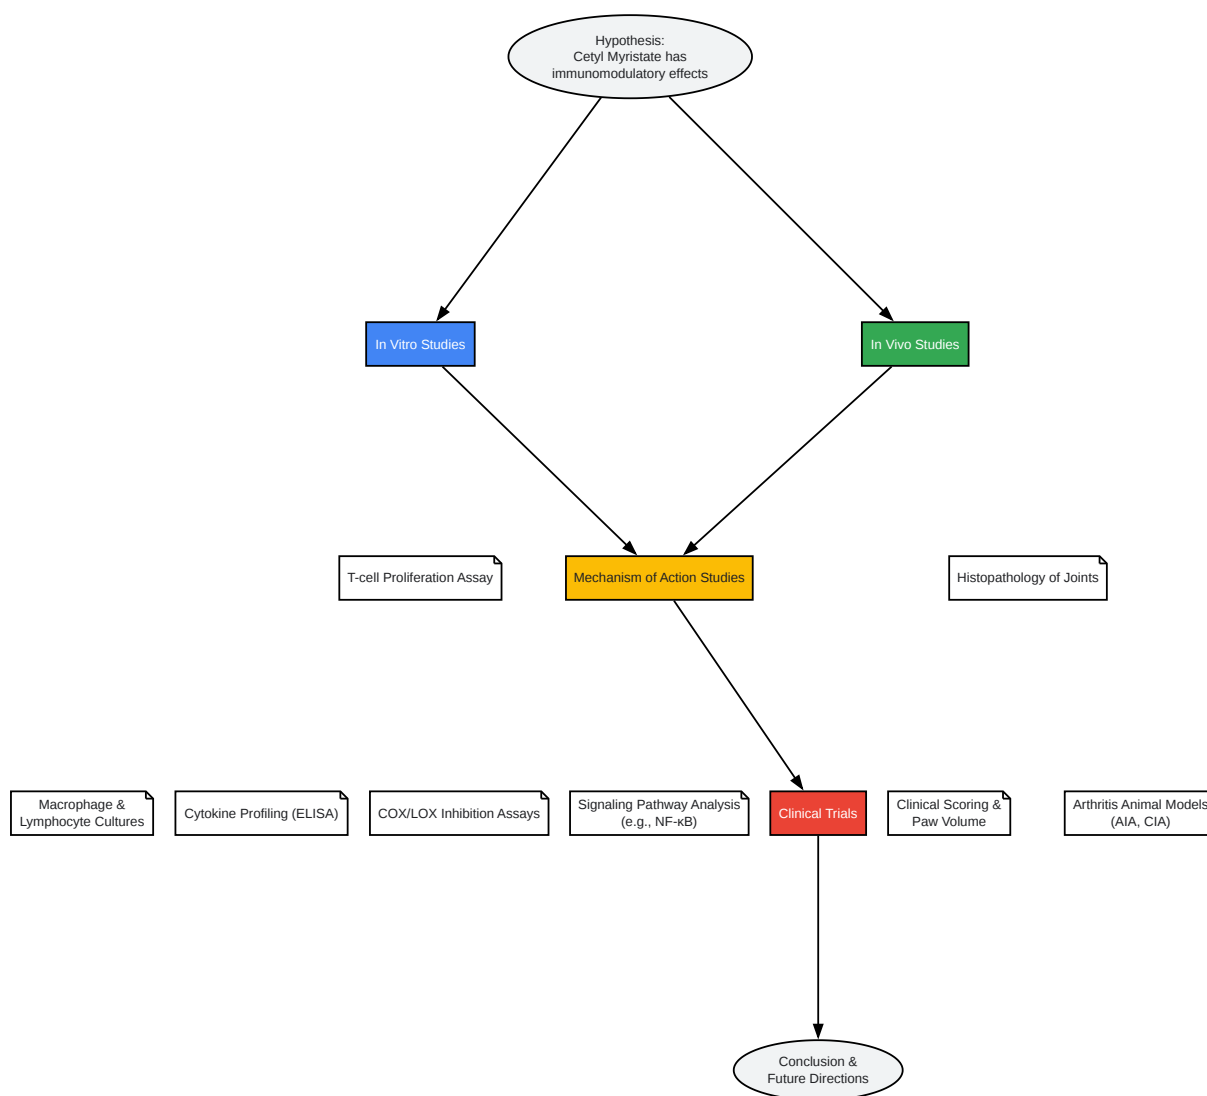 Hypothesis:
Cetyl Myristate has
immunomodulatory effects
In Vitro Studies
In Vivo Studies
T-cell Proliferation Assay
Mechanism of Action Studies
Histopathology of Joints
Macrophage &
Lymphocyte Cultures
Cytokine Profiling (ELISA)
COX/LOX Inhibition Assays
Signaling Pathway Analysis
(e.g., NF-κB)
Clinical Trials
Clinical Scoring &
Paw Volume
Arthritis Animal Models
(AIA, CIA)
Conclusion &
Future Directions